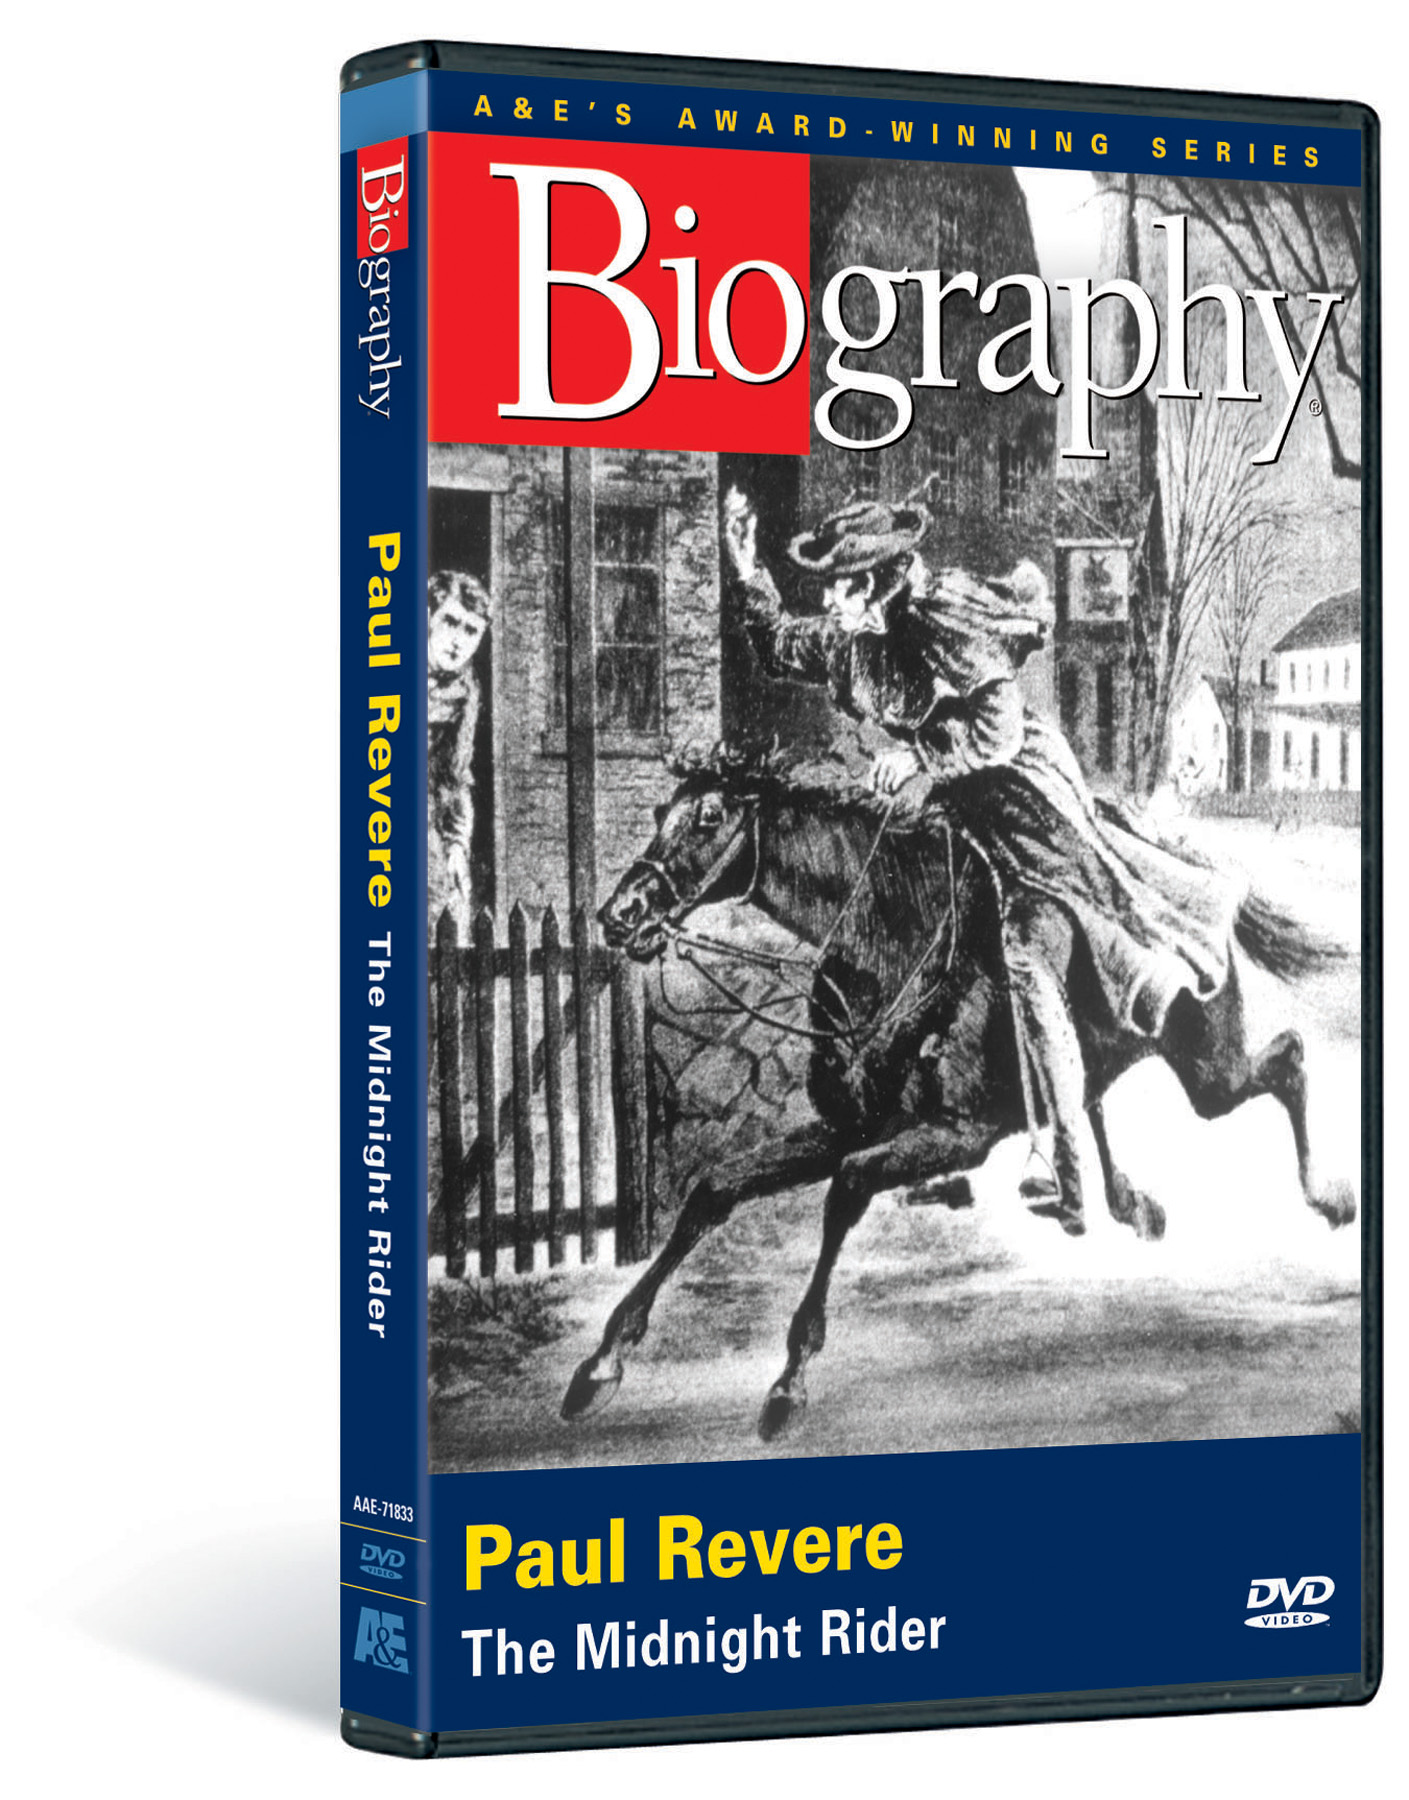 A&E'S AWARD-WINNING SERIES
Biography®
Paul Revere
The Midnight Rider
DVD
VIDEO
Biography
Paul Revere The Midnight Rider
AAE-71833
DVD
VIDEO
A&E